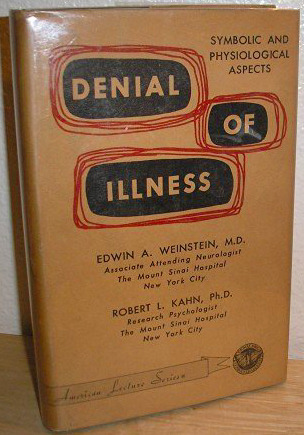 SYMBOLIC AND
PHYSIOLOGICAL
ASPECTS
DENIAL
OF
ILLNESS
EDWIN A. WEINSTEIN, M.D.
Associate Attending Neurologist
The Mount Sinai Hospital
New York City
ROBERT L. KAHN, Ph.D.
Research Psychologist
The Mount Sinai Hospital
New York City
American Lecture Series